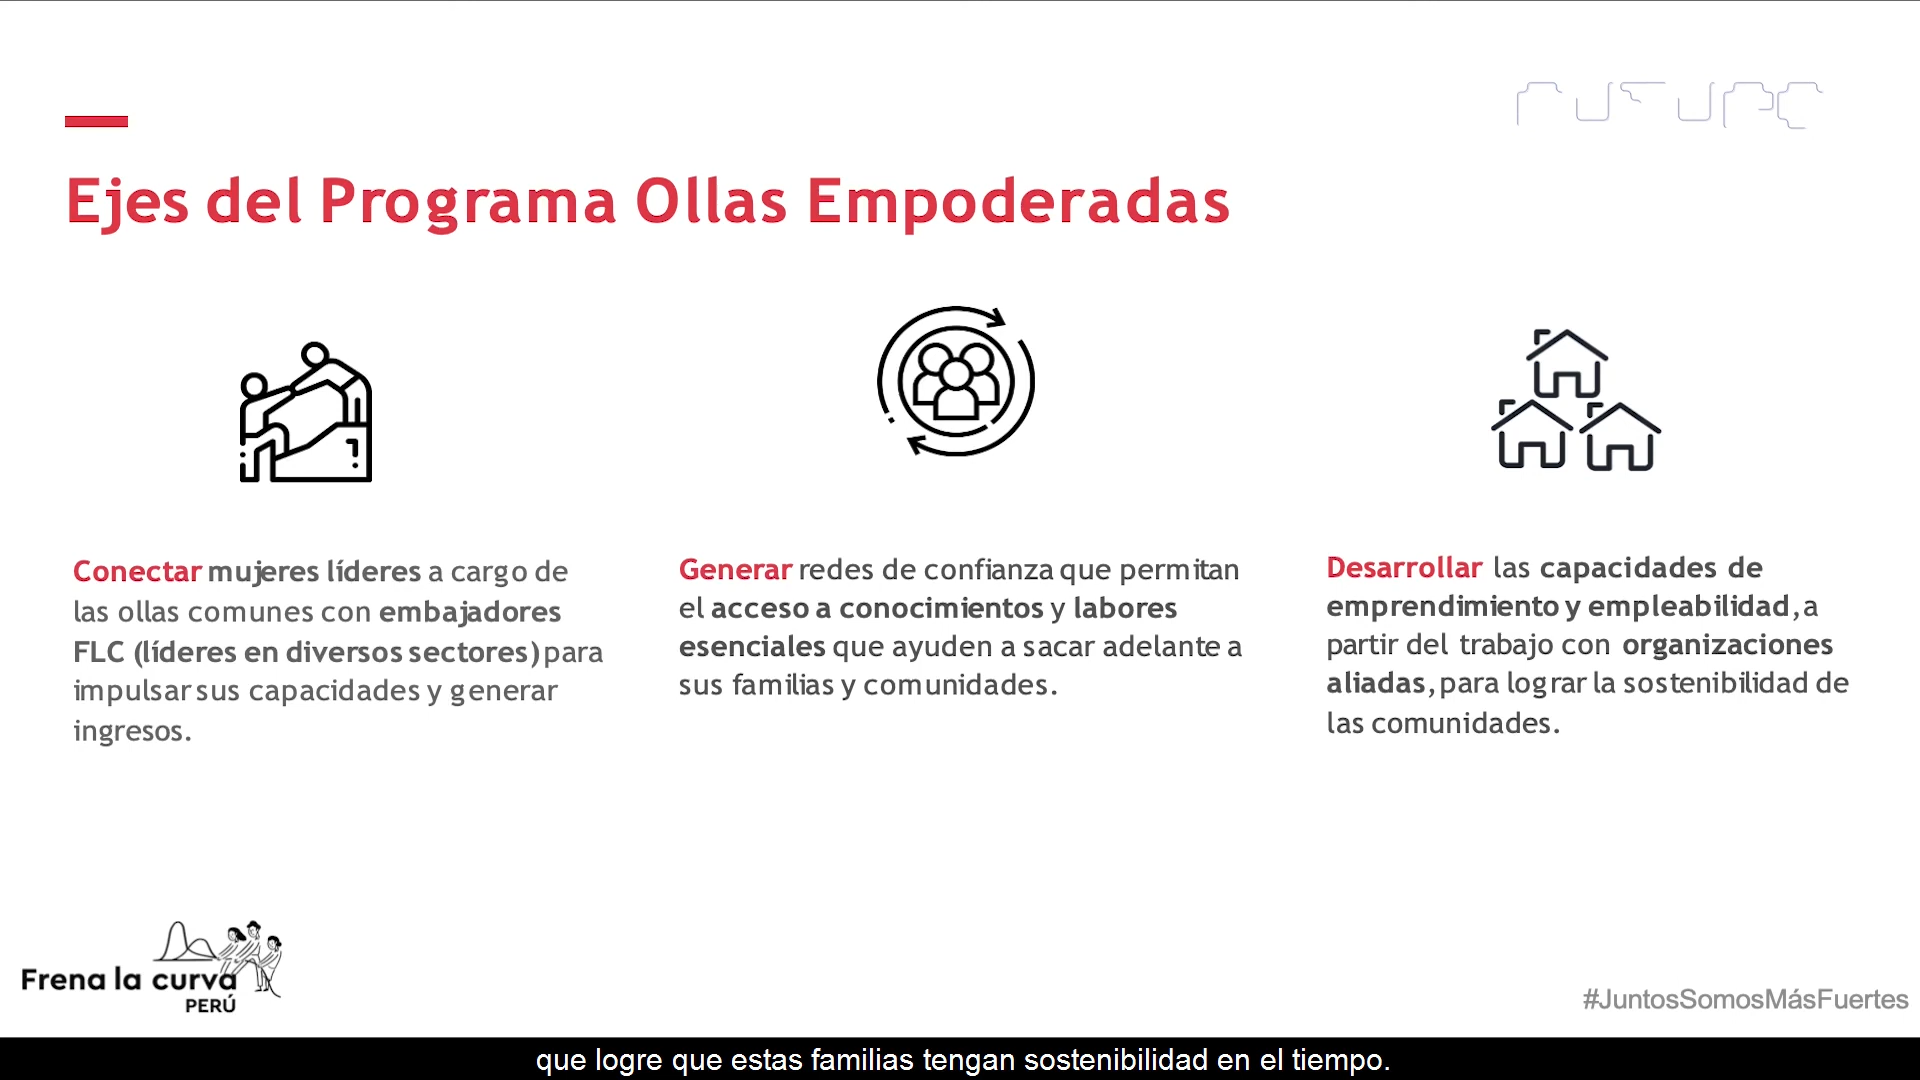 Ejes del Programa Ollas Empoderadas
Conectar mujeres líderes a cargo de
las ollas comunes con embajadores
FLC (líderes en diversos sectores) para
impulsar sus capacidades y generar
ingresos.
Generar redes de confianza que permitan
el acceso a conocimientos y labores
esenciales que ayuden a sacar adelante a
sus familias y comunidades.
Desarrollar las capacidades de
emprendimiento y empleabilidad, a
partir del trabajo con organizaciones
aliadas, para lograr la sostenibilidad de
las comunidades.
Frena la curva
PERÚ
#JuntosSomosMásFuertes
que logre que estas familias tengan sostenibilidad en el tiempo.